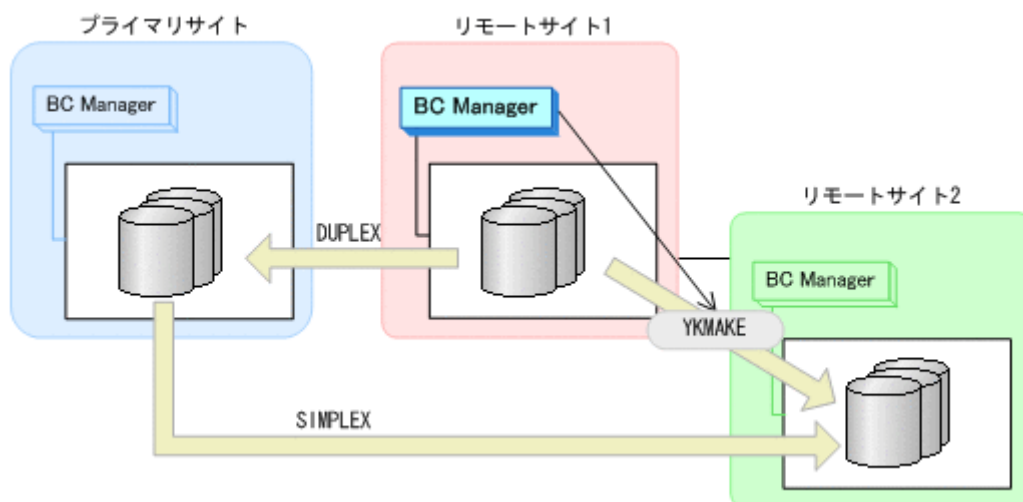 プライマリサイト
リモートサイト1
BC Manager
BC Manager
リモートサイト2
DUPLEX
BC Manager
YKMAKE
SIMPLEX